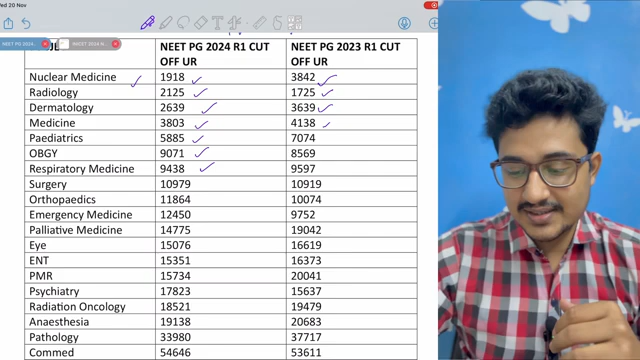 Wed 20 Nov
NEET PG 2024 R1 CUT OFF UR NEET PG 2023 R1 CUT OFF UR
Nuclear Medicine 1918 3842
Radiology 2125 1725
Dermatology 2639 3639
Medicine 3803 4138
Paediatrics 5885 7074
OBGY 9071 8569
Respiratory Medicine 9438 9597
Surgery 10979 10919
Orthopaedics 11864 10074
Emergency Medicine 12450 9752
Palliative Medicine 14775 19042
Eye 15076 16619
ENT 15351 16373
PMR 15734 20041
Psychiatry 17823 15637
Radiation Oncology 18521 19479
Anaesthesia 19138 20683
Pathology 33980 37717
Commed 54646 53611